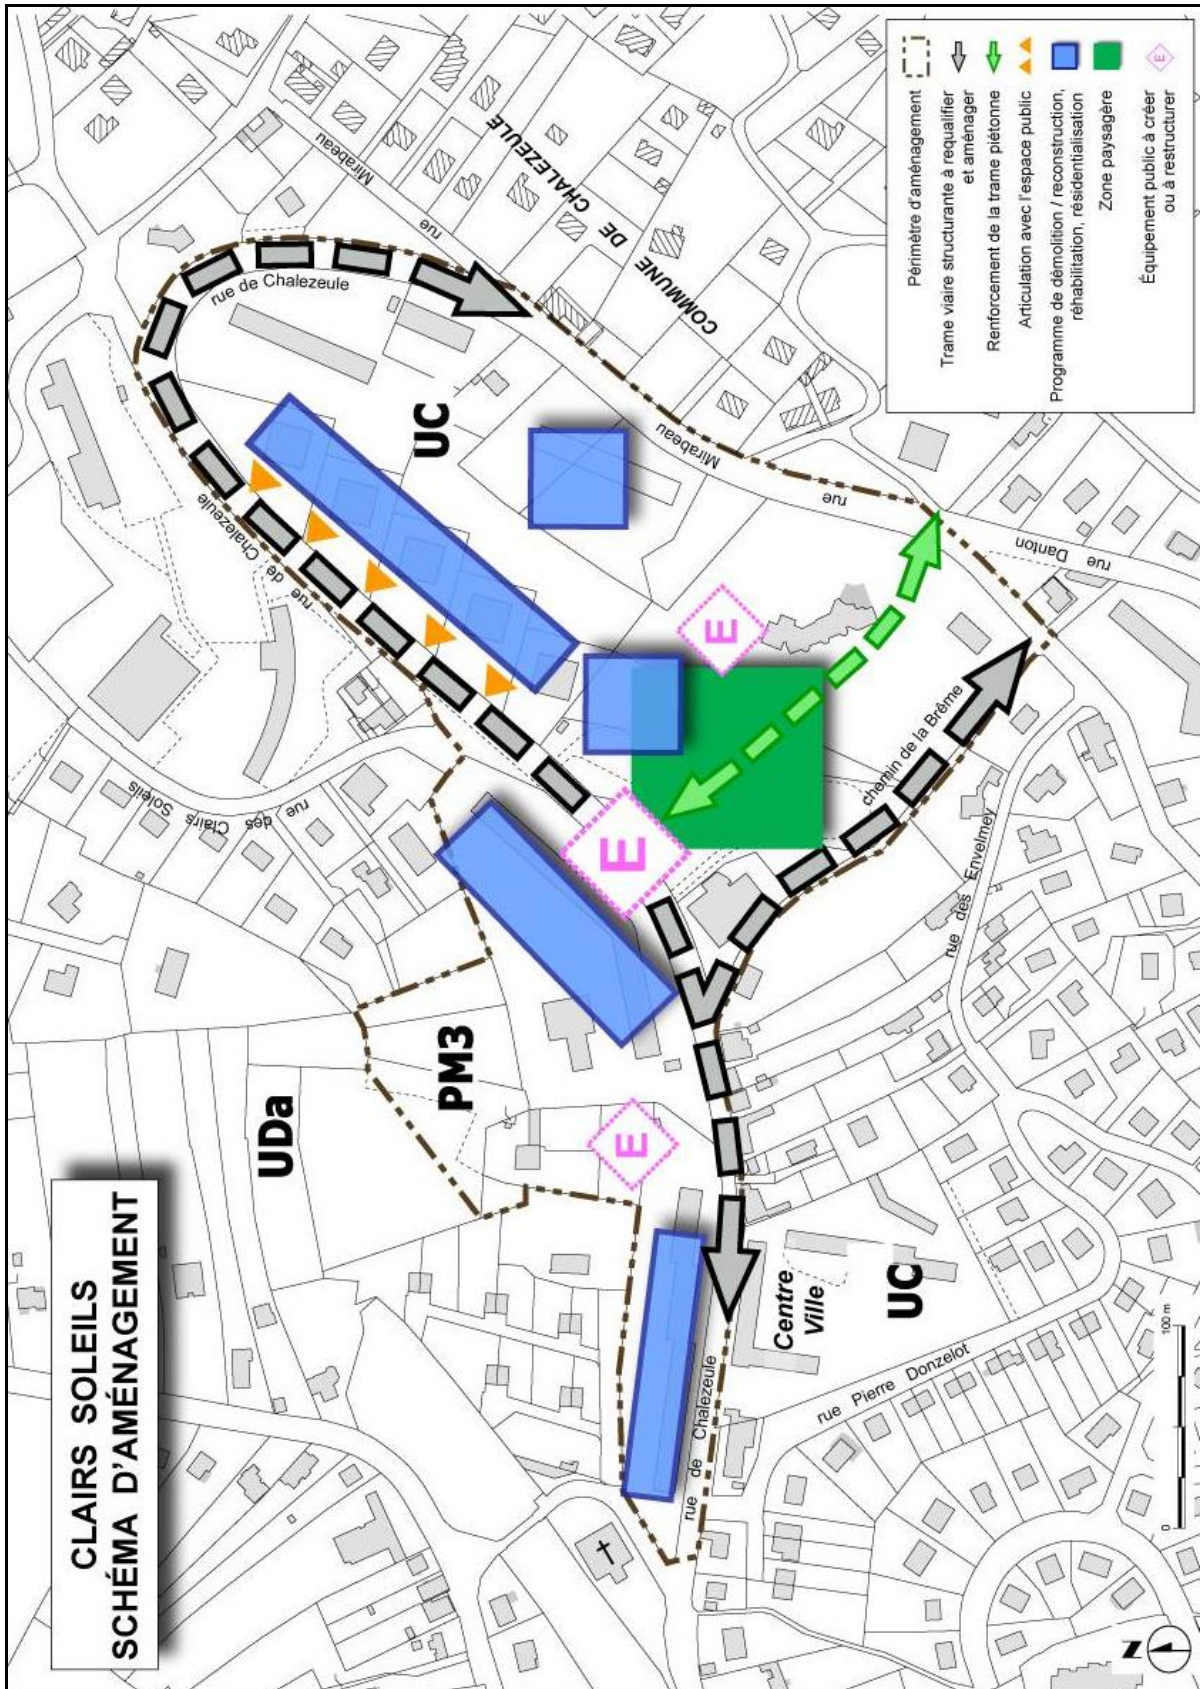 CLAIRS SOLEILS
SCHÉMA D'AMÉNAGEMENT
Périmètre d'aménagement
Trame viaire structurante à requalifier
et aménager
Renforcement de la trame piétonne
Articulation avec l'espace public
Programme de démolition / reconstruction,
réhabilitation, résidentialisation
Zone paysagère
E
Équipement public à créer
ou à restructurer
UDa
PM3
UC
UC
E
E
E
Centre
Ville
COMMUNE DE CHALEZEULE
rue Mirabeau
rue de Chalezeule
rue de Chalezeule
rue Mirabeau
rue des Clairs Soleils
rue Danton
chemin de la Brême
rue des Envelmey
rue de Chalezeule
rue Pierre Donzelot
0
100 m
N